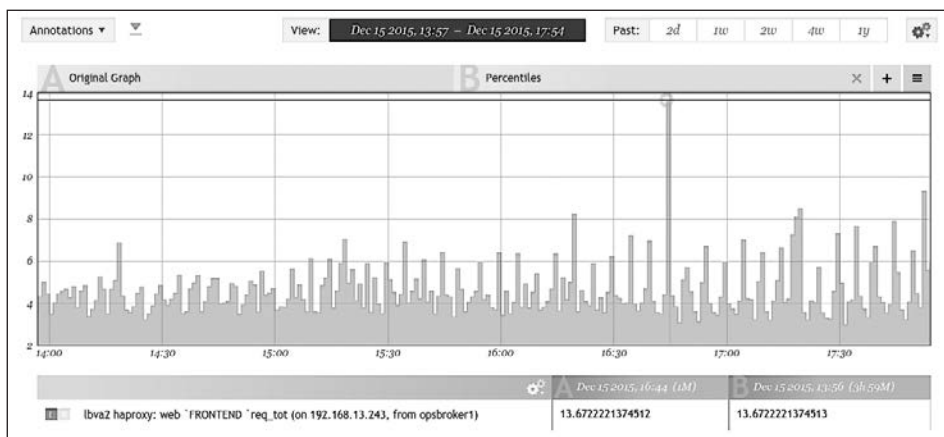 Annotations ▾ View: Dec 15 2015, 13:57 – Dec 15 2015, 17:54 Past: 2d 1w 2w 4w 1y
A Original Graph B Percentiles × + ≡
14
12
10
8
6
4
2
14:00 14:30 15:00 15:30 16:00 16:30 17:00 17:30
A Dec 15 2015, 16:44 (1M) B Dec 15 2015, 13:56 (3h 59M)
lbva2 haproxy: web `FRONTEND `req_tot (on 192.168.13.243, from opsbroker1) 13.6722221374512 13.6722221374513